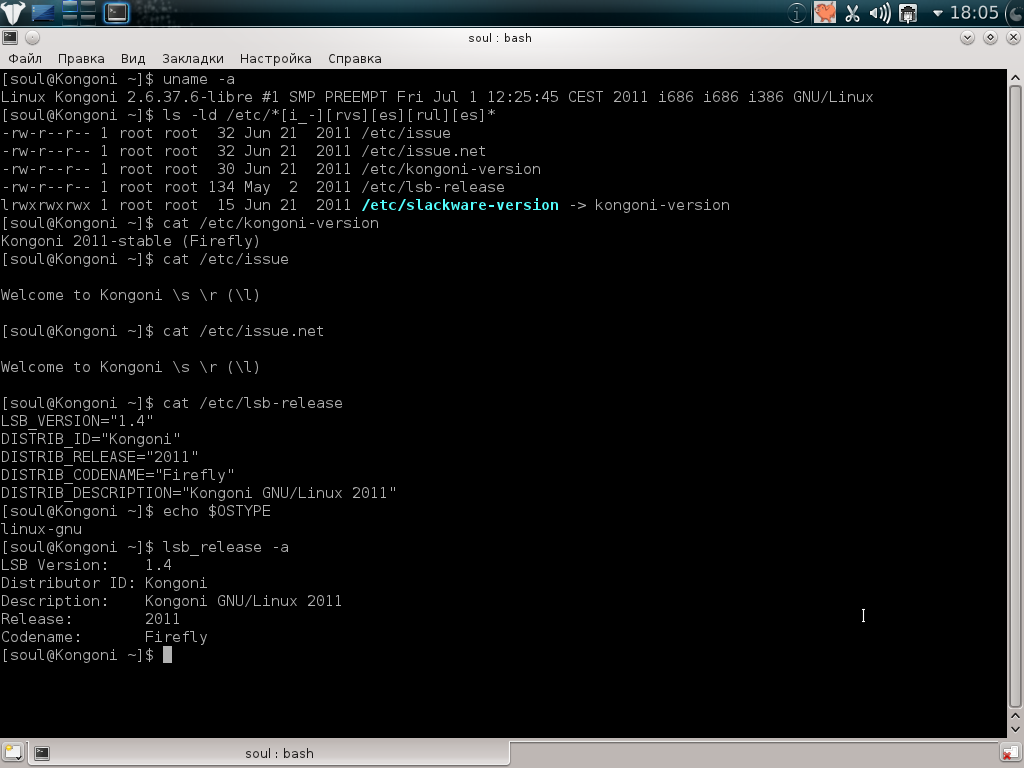 18:05
soul : bash
Файл Правка Вид Закладки Настройка Справка
[soul@Kongoni ~]$ uname -a
Linux Kongoni 2.6.37.6-libre #1 SMP PREEMPT Fri Jul 1 12:25:45 CEST 2011 i686 i686 i386 GNU/Linux
[soul@Kongoni ~]$ ls -ld /etc/*[i_-][rvs][es][rul][es]*
-rw-r--r-- 1 root root  32 Jun 21  2011 /etc/issue
-rw-r--r-- 1 root root  32 Jun 21  2011 /etc/issue.net
-rw-r--r-- 1 root root  30 Jun 21  2011 /etc/kongoni-version
-rw-r--r-- 1 root root 134 May  2  2011 /etc/lsb-release
lrwxrwxrwx 1 root root  15 Jun 21  2011 /etc/slackware-version -> kongoni-version
[soul@Kongoni ~]$ cat /etc/kongoni-version
Kongoni 2011-stable (Firefly)
[soul@Kongoni ~]$ cat /etc/issue
Welcome to Kongoni \s \r (\l)
[soul@Kongoni ~]$ cat /etc/issue.net
Welcome to Kongoni \s \r (\l)
[soul@Kongoni ~]$ cat /etc/lsb-release
LSB_VERSION="1.4"
DISTRIB_ID="Kongoni"
DISTRIB_RELEASE="2011"
DISTRIB_CODENAME="Firefly"
DISTRIB_DESCRIPTION="Kongoni GNU/Linux 2011"
[soul@Kongoni ~]$ echo $OSTYPE
linux-gnu
[soul@Kongoni ~]$ lsb_release -a
LSB Version:    1.4
Distributor ID: Kongoni
Description:    Kongoni GNU/Linux 2011
Release:        2011
Codename:       Firefly
[soul@Kongoni ~]$
soul : bash